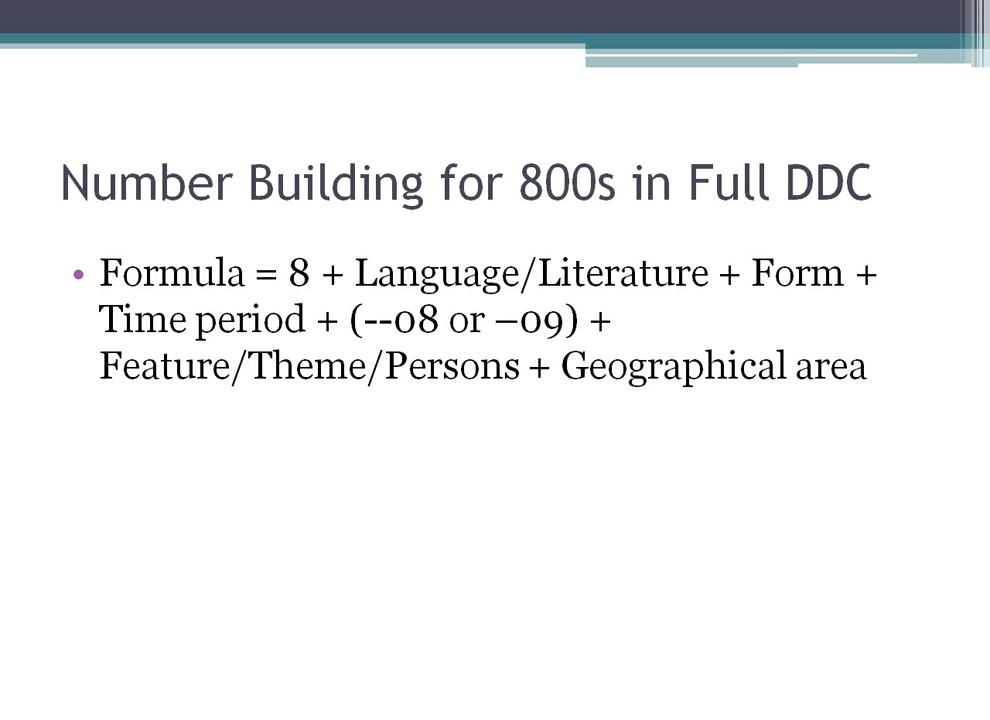 Number Building for 800s in Full DDC
• Formula = 8 + Language/Literature + Form +
Time period + (--08 or –09) +
Feature/Theme/Persons + Geographical area